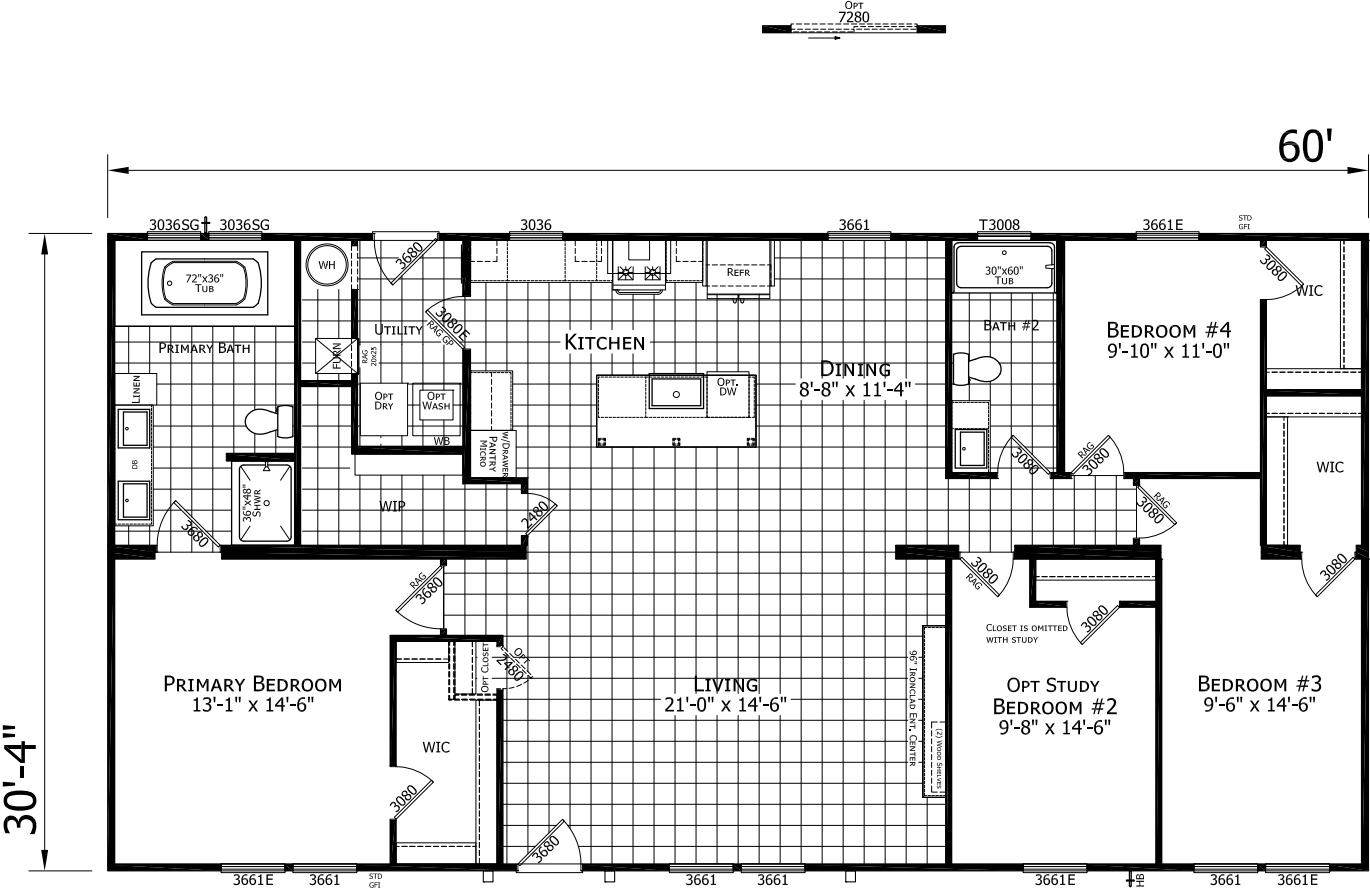 OPT
7280
60'
3036SG
3036SG
3036
3661
T3008
3661E
STD
GFI
3680
WH
72"x36"
TUB
REFR
30"x60"
TUB
3080
WIC
PRIMARY BATH
UTILITY
3080E
RAG GP
KITCHEN
BATH #2
BEDROOM #4
9'-10" x 11'-0"
FURN
RAG
20x25
DINING
8'-8" x 11'-4"
LINEN
OPT
DRY
OPT
WASH
OPT.
DW
WB
W/DRAWER
PANTRY
MICRO
DB
3080
RAG
3080
WIC
36"x48"
SHWR
WIP
2480
RAG
3080
3680
RAG
3680
3080
RAG
3080
3080
CLOSET IS OMITTED
WITH STUDY
OPT CLOSET
OPT
2480
96" IRONCLAD ENT. CENTER
(2) WOOD SHELVES
PRIMARY BEDROOM
13'-1" x 14'-6"
LIVING
21'-0" x 14'-6"
OPT STUDY
BEDROOM #2
9'-8" x 14'-6"
BEDROOM #3
9'-6" x 14'-6"
WIC
3080
30'-4"
3680
3661E
3661
STD
GFI
3661
3661
3661E
HB
3661
3661E